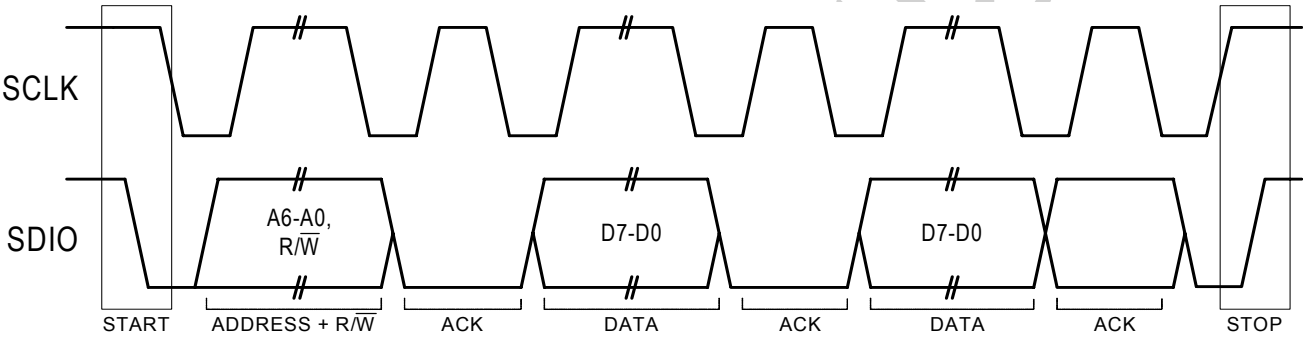 SCLK
SDIO
A6-A0,
R/W̅
D7-D0
D7-D0
START
ADDRESS + R/W̅
ACK
DATA
ACK
DATA
ACK
STOP